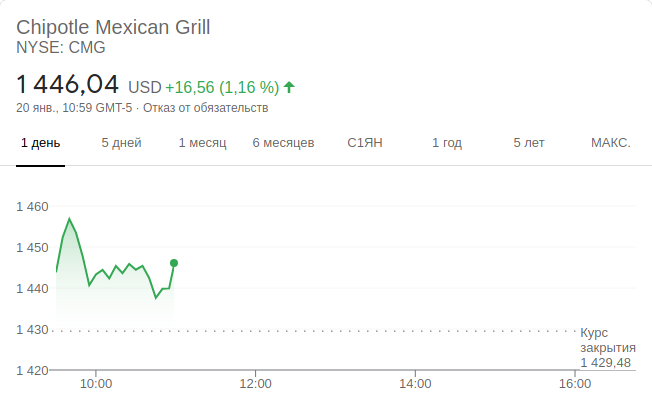 Chipotle Mexican Grill
NYSE: CMG
1 446,04 USD +16,56 (1,16 %)
20 янв., 10:59 GMT-5 · Отказ от обязательств
1 день 5 дней 1 месяц 6 месяцев С1ЯН 1 год 5 лет МАКС.
1 460
1 450
1 440
1 430
Курс
закрытия
1 429,48
1 420
10:00 12:00 14:00 16:00